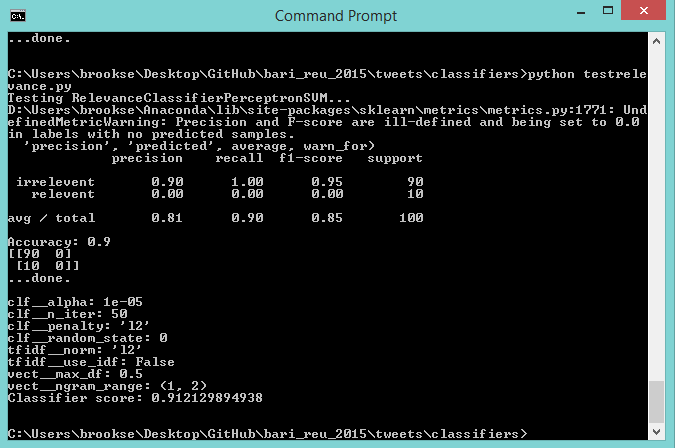 Command Prompt
...done.
C:\Users\brookse\Desktop\GitHub\bari_reu_2015\tweets\classifiers>python testrele
vance.py
Testing RelevanceClassifierPerceptronSVM...
D:\Users\brookse\Anaconda\lib\site-packages\sklearn\metrics\metrics.py:1771: Und
efinedMetricWarning: Precision and F-score are ill-defined and being set to 0.0
in labels with no predicted samples.
  'precision', 'predicted', average, warn_for)
             precision    recall  f1-score   support
 irrelevent       0.90      1.00      0.95        90
   relevent       0.00      0.00      0.00        10
avg / total       0.81      0.90      0.85       100
Accuracy: 0.9
[[90  0]
 [10  0]]
...done.
clf__alpha: 1e-05
clf__n_iter: 50
clf__penalty: 'l2'
clf__random_state: 0
tfidf__norm: 'l2'
tfidf__use_idf: False
vect__max_df: 0.5
vect__ngram_range: (1, 2)
Classifier score: 0.912129894938
C:\Users\brookse\Desktop\GitHub\bari_reu_2015\tweets\classifiers>